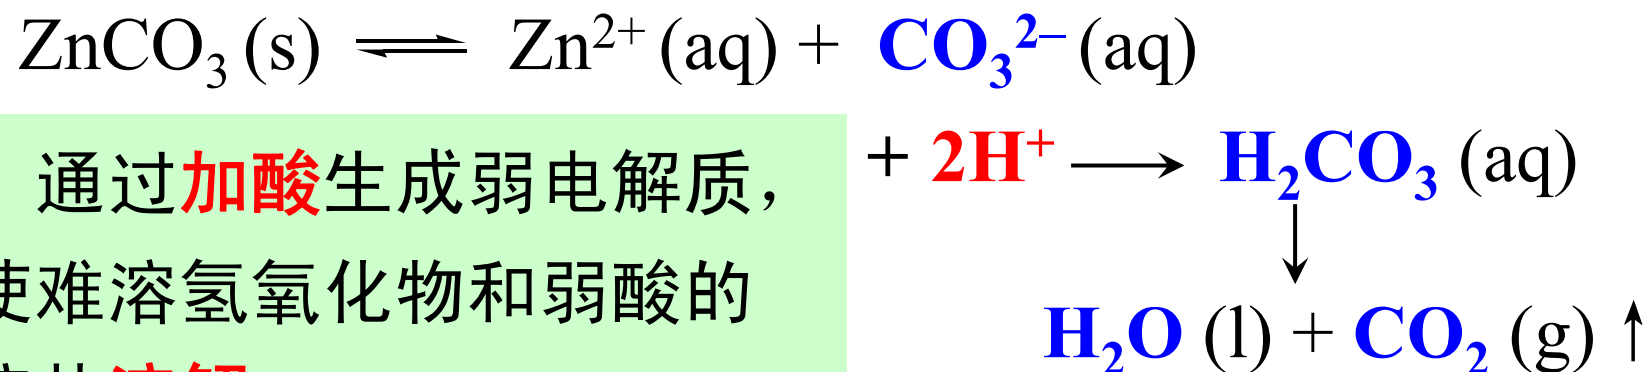 ZnCO₃ (s) ⇌ Zn²⁺ (aq) + CO₃²⁻ (aq)
+ 2H⁺ → H₂CO₃ (aq)
↓
H₂O (l) + CO₂ (g) ↑
通过加酸生成弱电解质，
使难溶氢氧化物和弱酸的